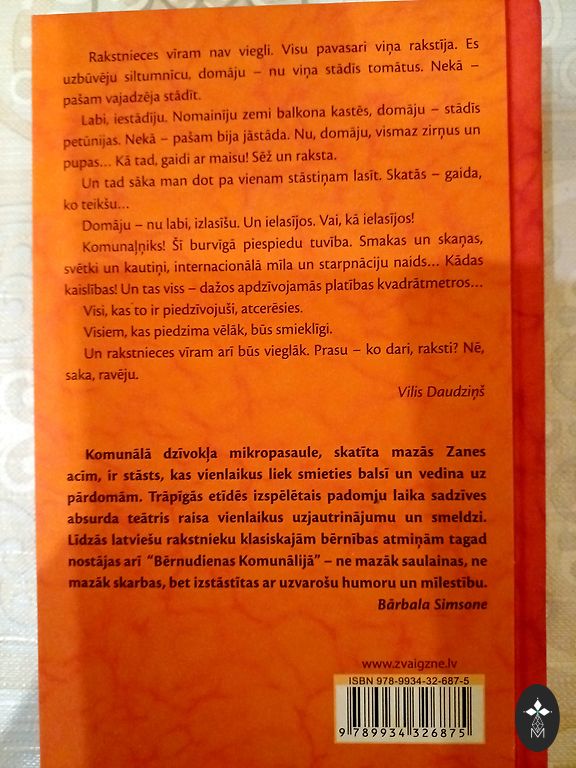 Rakstnieces vīram nav viegli. Visu pavasari viņa rakstīja. Es
uzbūvēju siltumnīcu, domāju – nu viņa stādīs tomātus. Nekā –
pašam vajadzēja stādīt.
Labi, iestādīju. Nomainīju zemi balkona kastēs, domāju – stādīs
petūnijas. Nekā – pašam bija jāstāda. Nu, domāju, vismaz zirņus un
pupas... Kā tad, gaidi ar maisu! Sēž un raksta.
Un tad sāka man dot pa vienam stāstiņam lasīt. Skatās – gaida,
ko teikšu...
Domāju – nu labi, izlasīšu. Un ielasījos. Vai, kā ielasījos!
Komunaļņiks! Šī burvīgā piespiedu tuvība. Smakas un skaņas,
svētki un kautiņi, internacionālā mīla un starpnāciju naids... Kādas
kaislības! Un tas viss – dažos apdzīvojamās platības kvadrātmetros...
Visi, kas to ir piedzīvojuši, atcerēsies.
Visiem, kas piedzima vēlāk, būs smieklīgi.
Un rakstnieces vīram arī būs vieglāk. Prasu – ko dari, raksti? Nē,
saka, ravēju.
Vilis Daudziņš
Komunālā dzīvokļa mikropasaule, skatīta mazās Zanes
acīm, ir stāsts, kas vienlaikus liek smieties balsī un vedina uz
pārdomām. Trāpīgās etīdēs izspēlētais padomju laika sadzīves
absurda teātris raisa vienlaikus uzjautrinājumu un smeldzi.
Līdzās latviešu rakstnieku klasiskajām bērnības atmiņām tagad
nostājas arī “Bērnudienas Komunālijā” – ne mazāk saulainas, ne
mazāk skarbas, bet izstāstītas ar uzvarošu humoru un mīlestību.
Bārbala Simsone
www.zvaigzne.lv
ISBN 978-9934-32-687-5
9 789934 326875
M